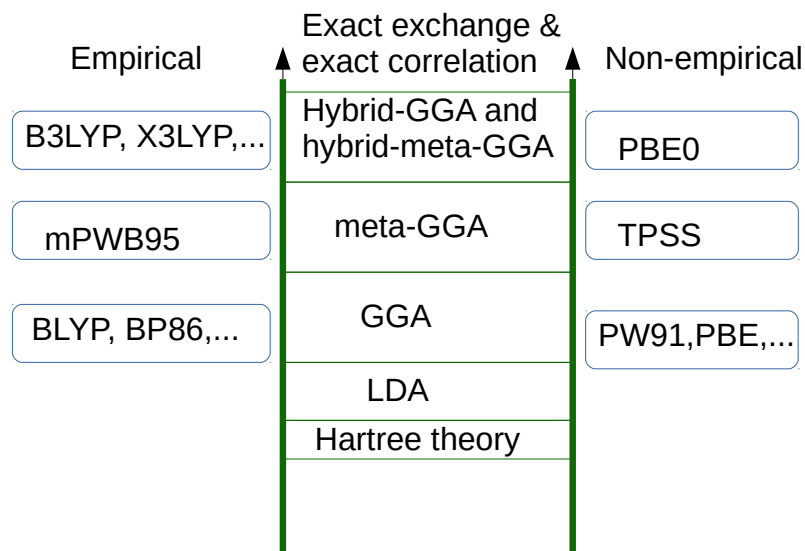 Empirical
Exact exchange &
exact correlation
Non-empirical
B3LYP, X3LYP,...
Hybrid-GGA and
hybrid-meta-GGA
PBE0
mPWB95
meta-GGA
TPSS
BLYP, BP86,...
GGA
PW91,PBE,...
LDA
Hartree theory